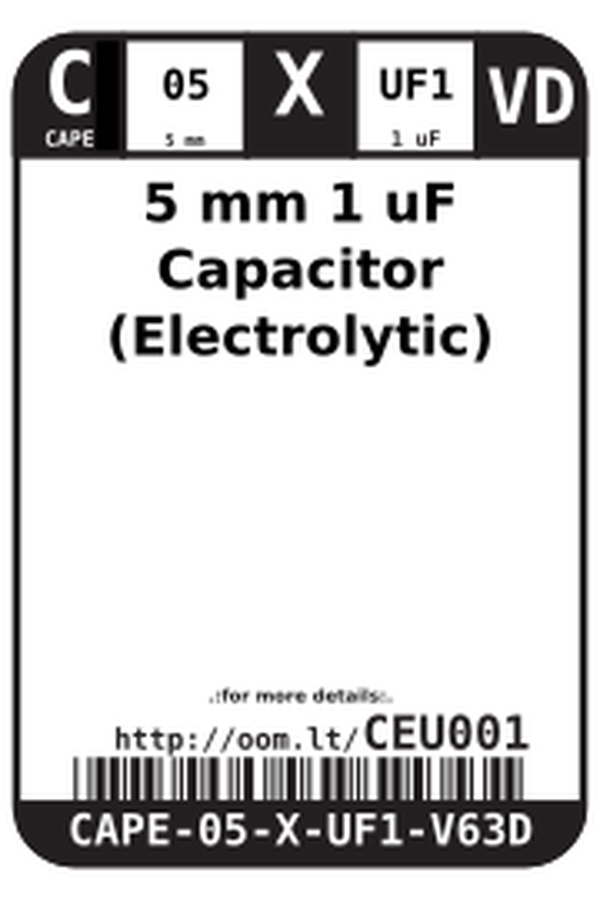 C 05 X UF1 VD
CAPE 5 mm 1 uF
5 mm 1 uF
Capacitor
(Electrolytic)
.:for more details:.
http://oom.lt/CEU001
CAPE-05-X-UF1-V63D